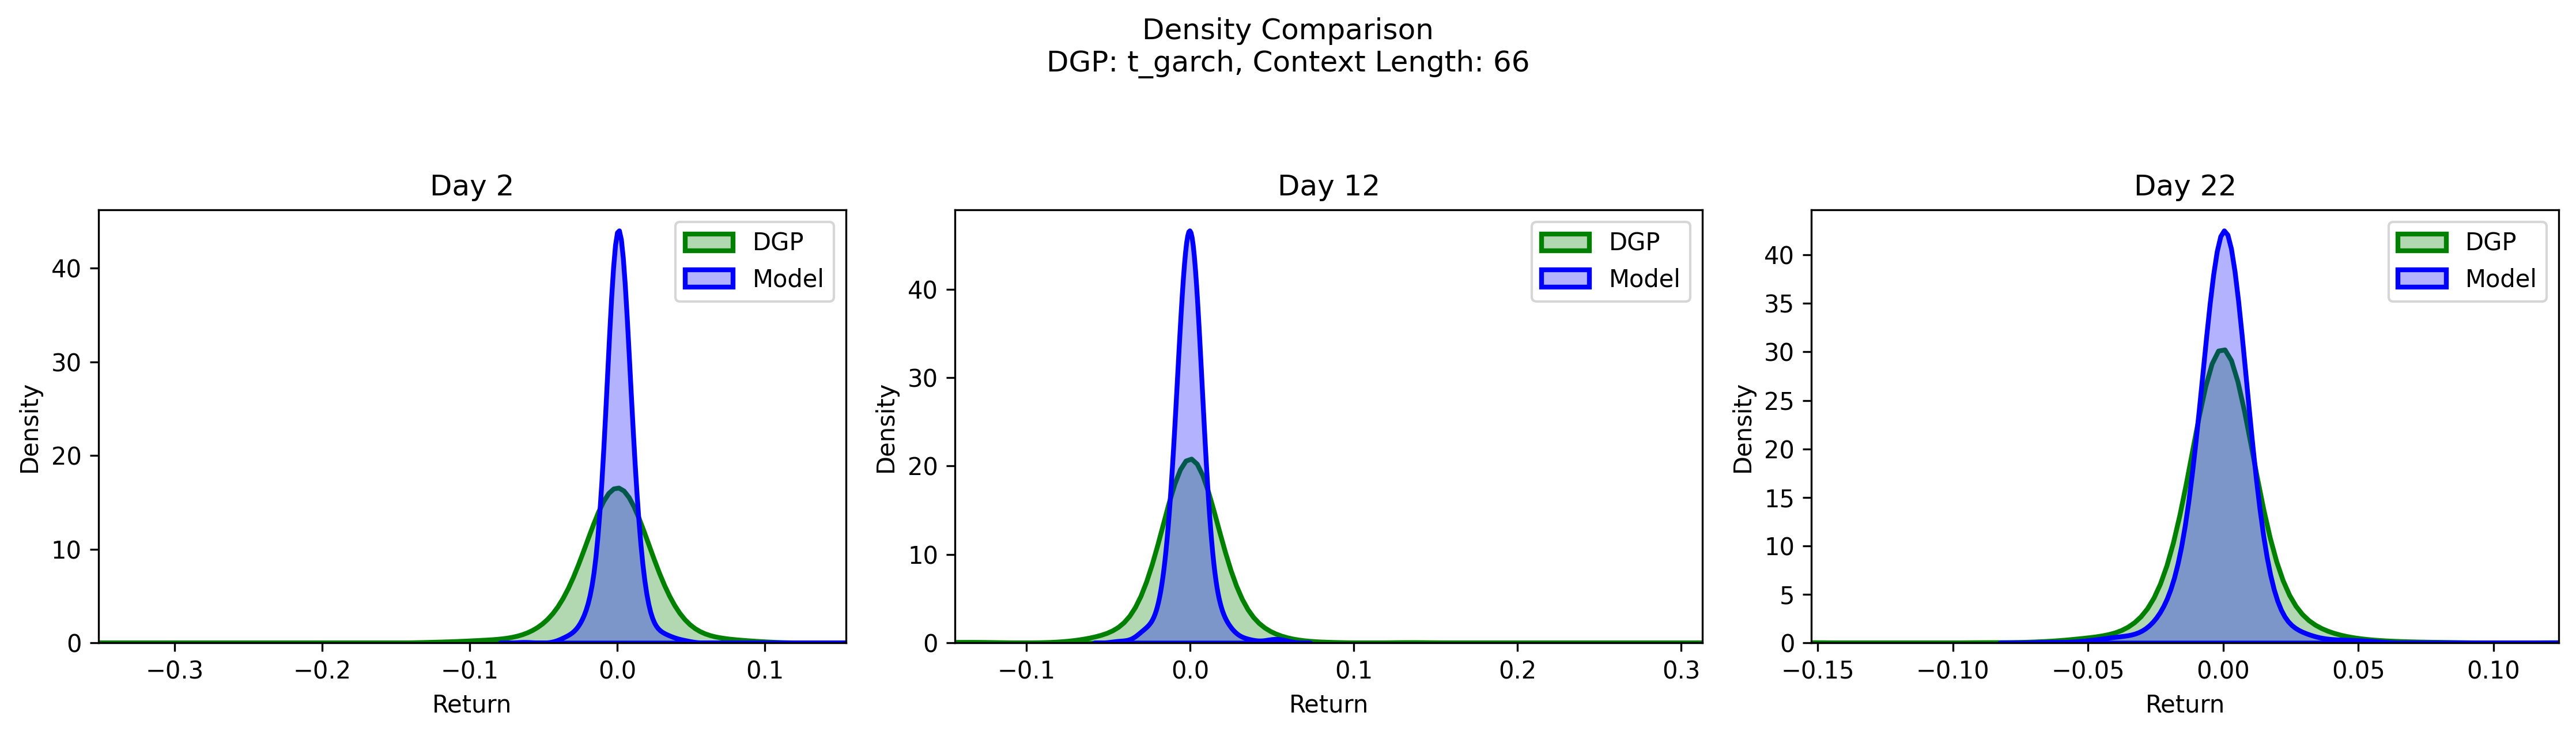 Density Comparison
DGP: t_garch, Context Length: 66
Day 2
Density
40
30
20
10
0
−0.3
−0.2
−0.1
0.0
0.1
Return
DGP
Model
Day 12
Density
40
30
20
10
0
−0.1
0.0
0.1
0.2
0.3
Return
DGP
Model
Day 22
Density
40
35
30
25
20
15
10
5
0
−0.15
−0.10
−0.05
0.00
0.05
0.10
Return
DGP
Model